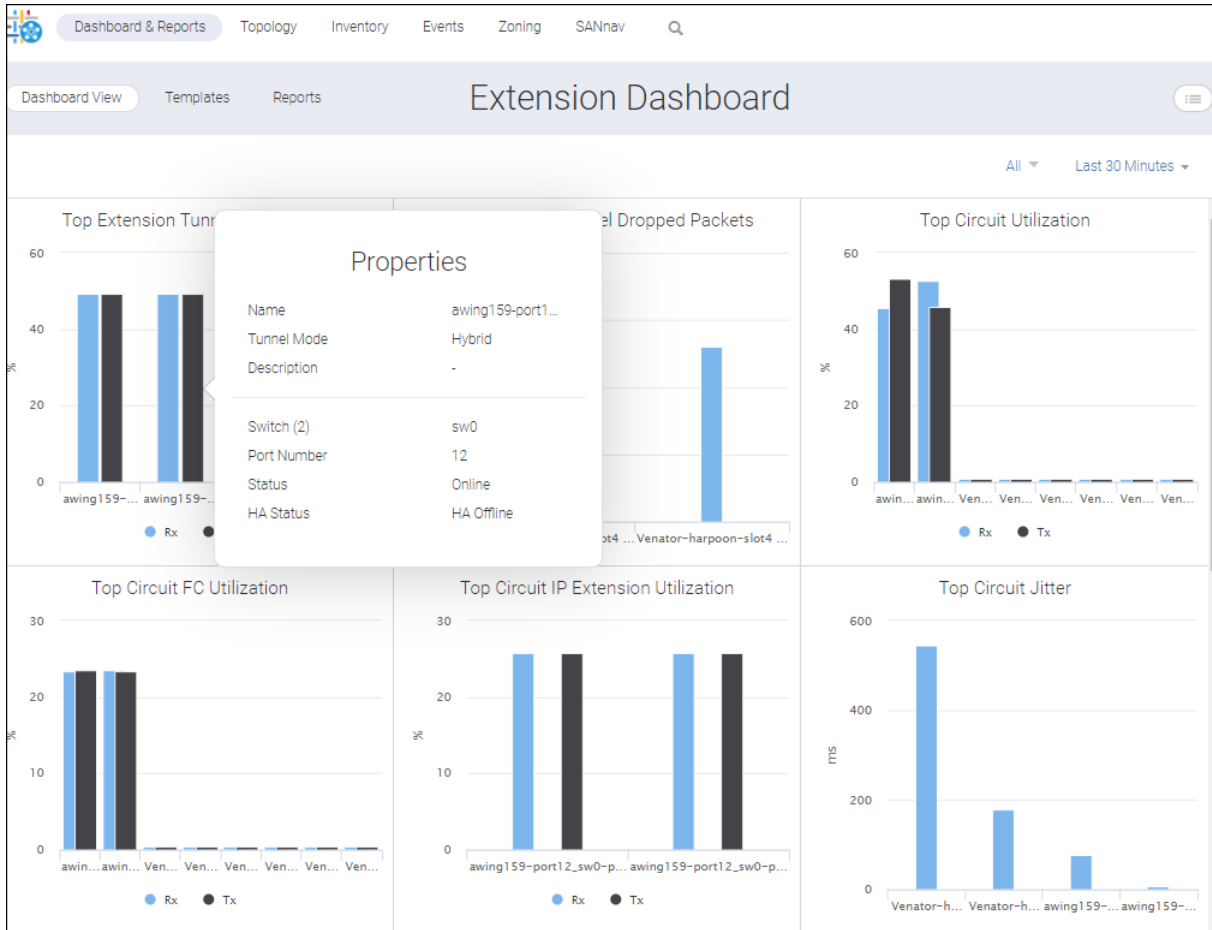 Dashboard & Reports Topology Inventory Events Zoning SANnav
Dashboard View Templates Reports Extension Dashboard
All Last 30 Minutes
Top Extension Tunn
60
40
20
0
%
awing159-... awing159-..
Rx
Properties
Name awing159-port1...
Tunnel Mode Hybrid
Description -
Switch (2) sw0
Port Number 12
Status Online
HA Status HA Offline
el Dropped Packets
ot4 ... Venator-harpoon-slot4 ...
Top Circuit Utilization
60
40
20
0
%
awin... awin... Ven... Ven... Ven... Ven... Ven... Ven...
Rx Tx
Top Circuit FC Utilization
30
20
10
0
%
awin... awin... Ven... Ven... Ven... Ven... Ven... Ven...
Rx Tx
Top Circuit IP Extension Utilization
30
20
10
0
%
awing159-port12_sw0-p... awing159-port12_sw0-p...
Rx Tx
Top Circuit Jitter
600
400
200
0
ms
Venator-h... Venator-h... awing159-... awing159-...